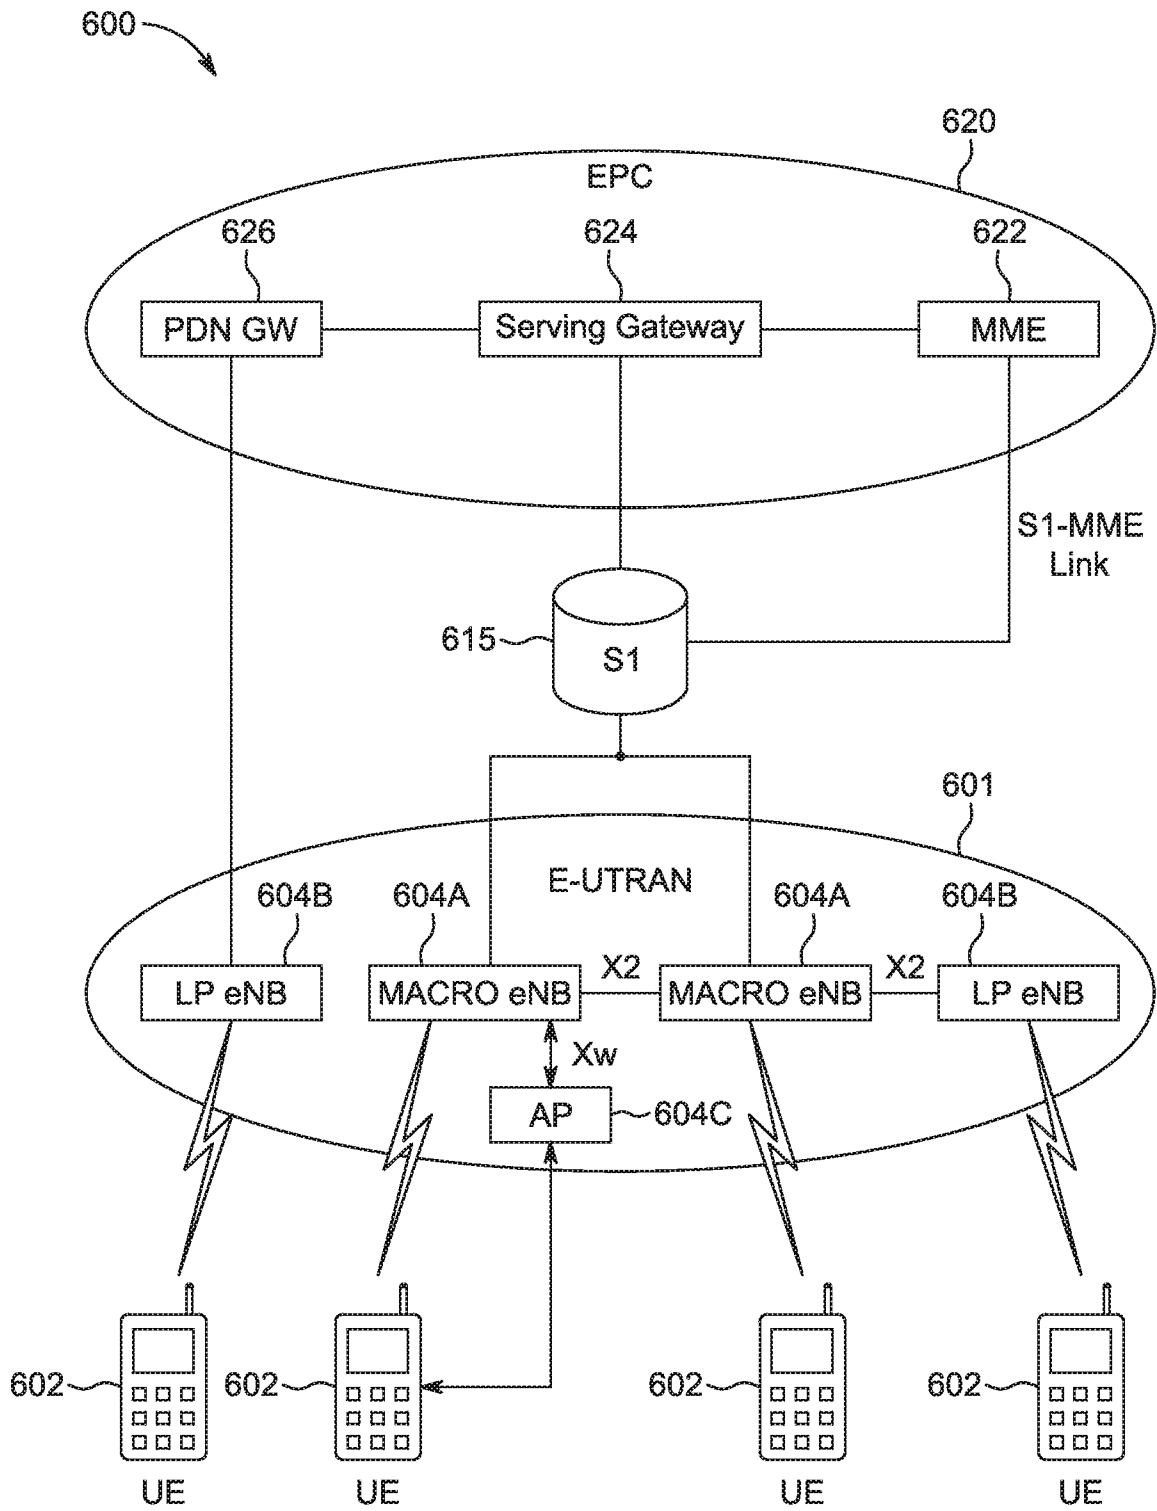 600
620
EPC
626
624
622
PDN GW
Serving Gateway
MME
S1-MME
Link
615
S1
601
E-UTRAN
604B
604A
604A
604B
LP eNB
MACRO eNB
X2
MACRO eNB
X2
LP eNB
Xw
AP
604C
602
602
602
602
UE
UE
UE
UE